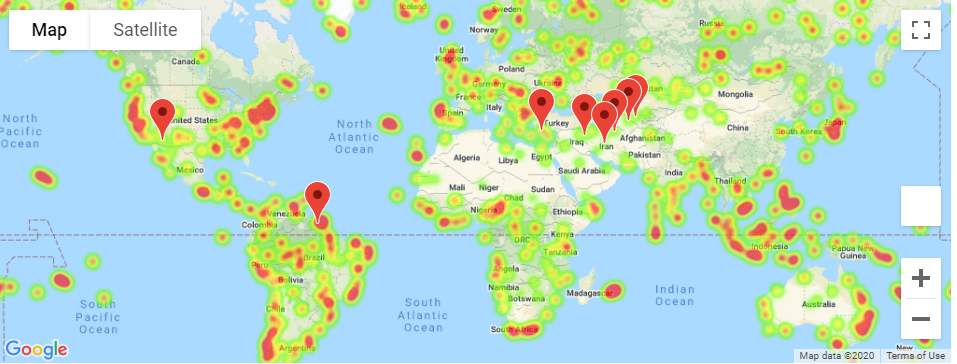 Map
Satellite
Iceland
Sweden
Norway
Russia
Canada
United
Kingdom
Poland
Germany
Ukraine
France
Italy
Spain
Mongolia
North
Pacific
Ocean
United States
North
Atlantic
Ocean
Turkey
China
South Korea
Japan
Afghanistan
Iraq
Iran
Pakistan
Algeria
Libya
Egypt
Saudi Arabia
Mexico
India
Thailand
Mali
Niger
Sudan
Chad
Nigeria
Ethiopia
Venezuela
Colombia
Kenya
DRC
Tanzania
Indonesia
Papua New
Guinea
Brazil
Peru
Bolivia
Angola
Namibia
Botswana
Madagascar
Indian
Ocean
Australia
South
Pacific
Ocean
Chile
South
Atlantic
Ocean
South Africa
Argentina
Google
Map data ©2020
Terms of Use